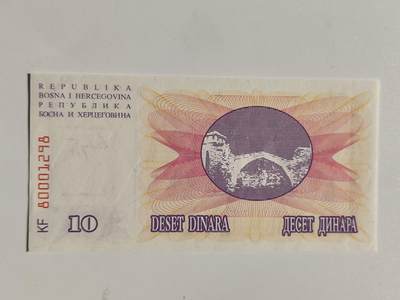 REPUBLIKA
BOSNA I HERCEGOVINA
РЕПУБЛИКА
БОСНА И ХЕРЦЕГОВИНА
KF 80001298
10
DESET DINARA
ДЕСЕТ ДИНАРА